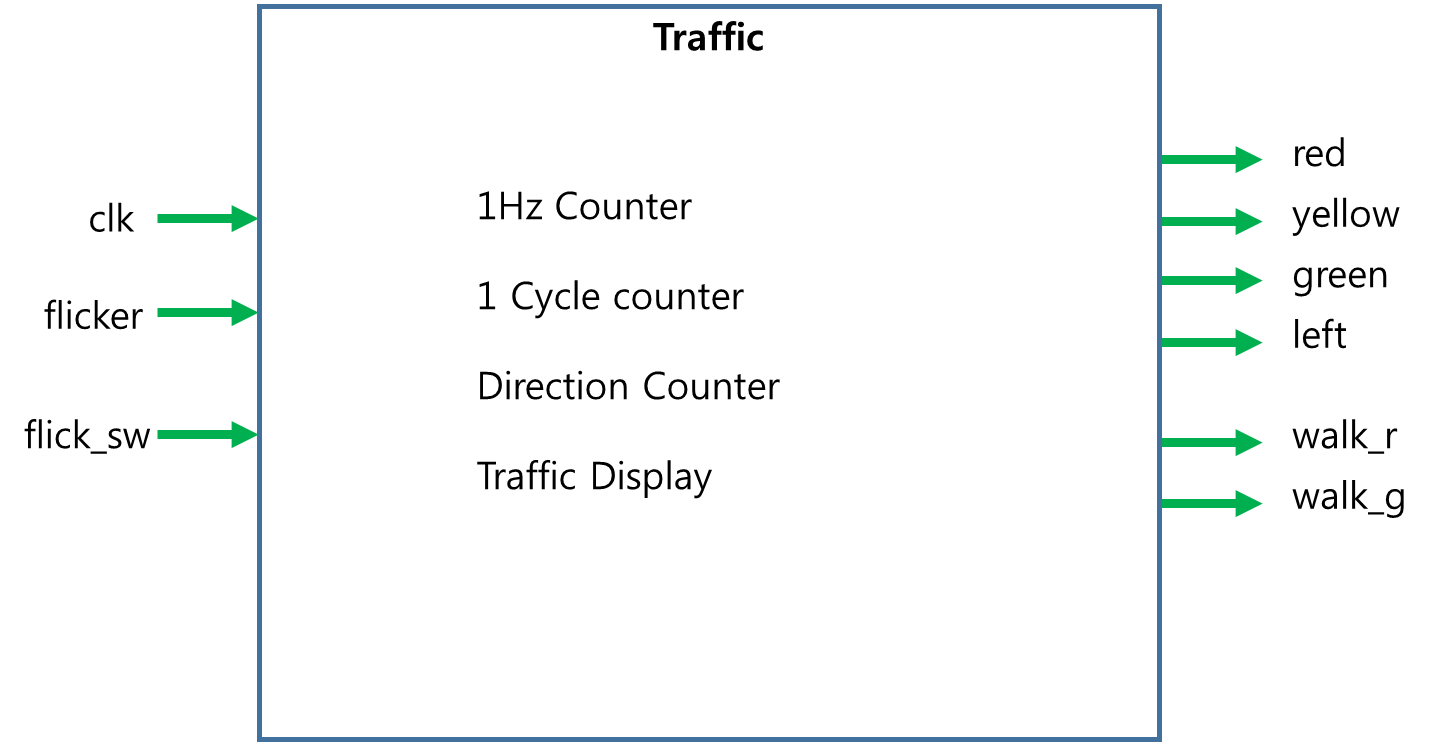 Traffic
clk
flicker
flick_sw
1Hz Counter
1 Cycle counter
Direction Counter
Traffic Display
red
yellow
green
left
walk_r
walk_g